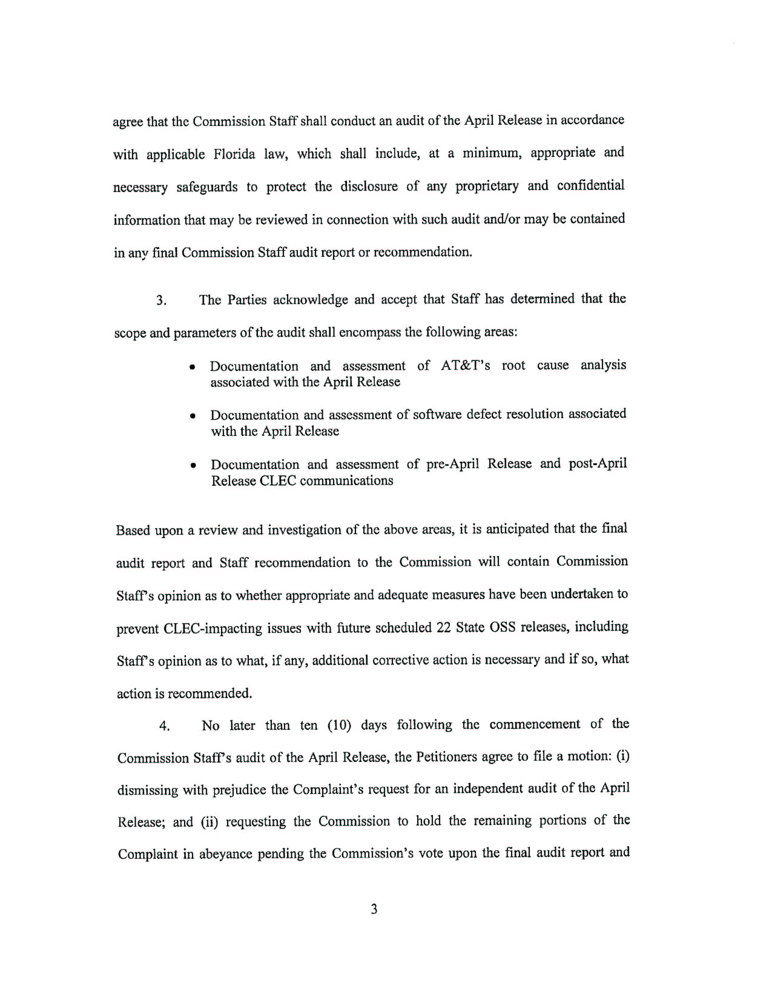 agree that the Commission Staff shall conduct an audit of the April Release in accordance
with applicable Florida law, which shall include, at a minimum, appropriate and
necessary safeguards to protect the disclosure of any proprietary and confidential
information that may be reviewed in connection with such audit and/or may be contained
in any final Commission Staff audit report or recommendation.
3. The Parties acknowledge and accept that Staff has determined that the
scope and parameters of the audit shall encompass the following areas:
• Documentation and assessment of AT&T's root cause analysis
associated with the April Release
• Documentation and assessment of software defect resolution associated
with the April Release
• Documentation and assessment of pre-April Release and post-April
Release CLEC communications
Based upon a review and investigation of the above areas, it is anticipated that the final
audit report and Staff recommendation to the Commission will contain Commission
Staff's opinion as to whether appropriate and adequate measures have been undertaken to
prevent CLEC-impacting issues with future scheduled 22 State OSS releases, including
Staff's opinion as to what, if any, additional corrective action is necessary and if so, what
action is recommended.
4. No later than ten (10) days following the commencement of the
Commission Staff's audit of the April Release, the Petitioners agree to file a motion: (i)
dismissing with prejudice the Complaint's request for an independent audit of the April
Release; and (ii) requesting the Commission to hold the remaining portions of the
Complaint in abeyance pending the Commission's vote upon the final audit report and
3